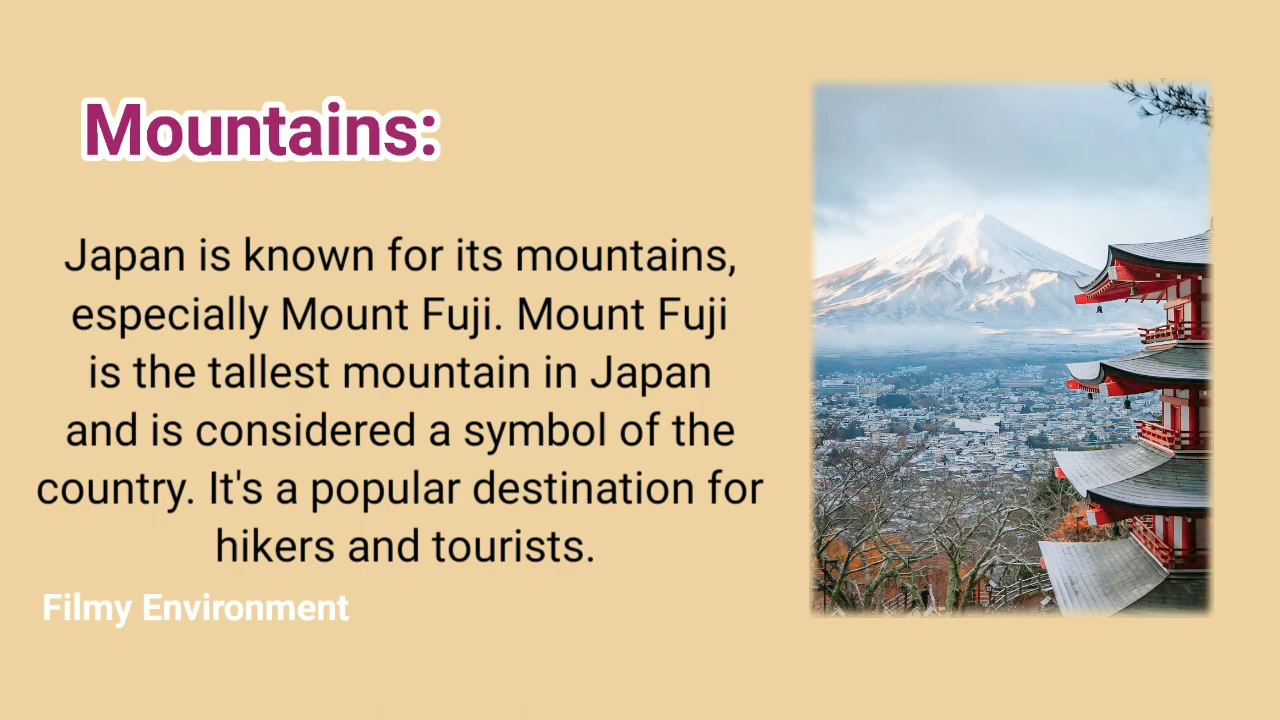 Mountains:
Japan is known for its mountains,
especially Mount Fuji. Mount Fuji
is the tallest mountain in Japan
and is considered a symbol of the
country. It's a popular destination for
hikers and tourists.
Filmy Environment